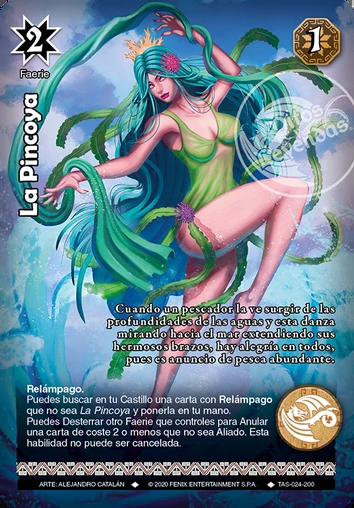 2
Faerie
1
La Pincoya
Mitos
Leyendas
Cuando un pescador la ve surgir de las
profundidades de las aguas y esta danza
mirando hacia el mar extendiendo sus
hermosos brazos, hay alegría en todos,
pues es anuncio de pesca abundante.
Relámpago.
Puedes buscar en tu Castillo una carta con Relámpago
que no sea La Pincoya y ponerla en tu mano.
Puedes Desterrar otro Faerie que controles para Anular
una carta de coste 2 o menos que no sea Aliado. Esta
habilidad no puede ser cancelada.
ARTE: ALEJANDRO CATALÁN ◆ © 2020 FENIX ENTERTAINMENT S.P.A. ◆ TAS-024-200